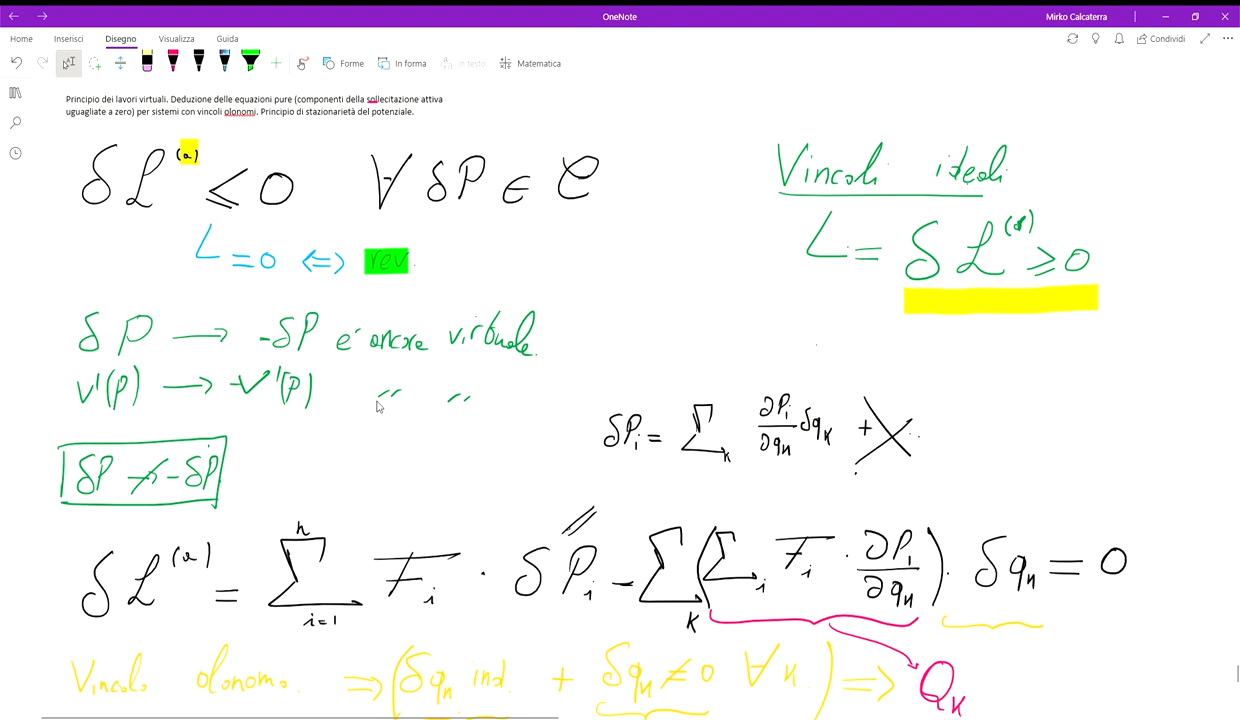 OneNote
Mirko Calcaterra
Home Inserisci Disegno Visualizza Guida
Condividi
Forme In forma In testo Matematica
Principio dei lavori virtuali. Deduzione delle equazioni pure (componenti della sollecitazione attiva
uguagliate a zero) per sistemi con vincoli olonomi. Principio di stazionarietà del potenziale.
δL^(a) ≤ 0 ∀ δP ∈ C
Vincoli ideali
L = 0 ⇔ rev.
L = δL^(r) ≥ 0
δP → -δP è ancora virtuale.
v'(P) → -v'(P) " "
δP ↛ -δP
δP_i = Σ_k ∂P_i/∂q_k δq_k +
δL^(a) = Σ_{i=1}^n F_i · δP_i = Σ_k (Σ_i F_i · ∂P_i/∂q_k) · δq_k = 0
Vincolo olonomo ⇒ (δq_k ind. + δq_k ≠ 0 ∀k) ⇒ Q_k